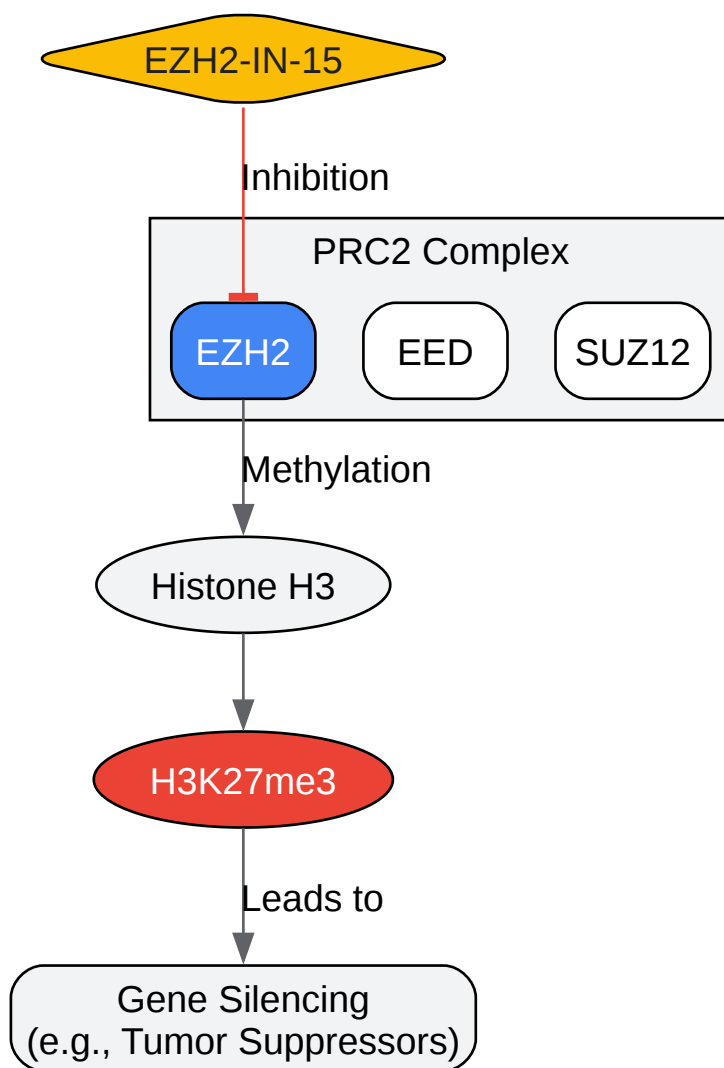 EZH2-IN-15
Inhibition
PRC2 Complex
EZH2
EED
SUZ12
Methylation
Histone H3
H3K27me3
Leads to
Gene Silencing
(e.g., Tumor Suppressors)